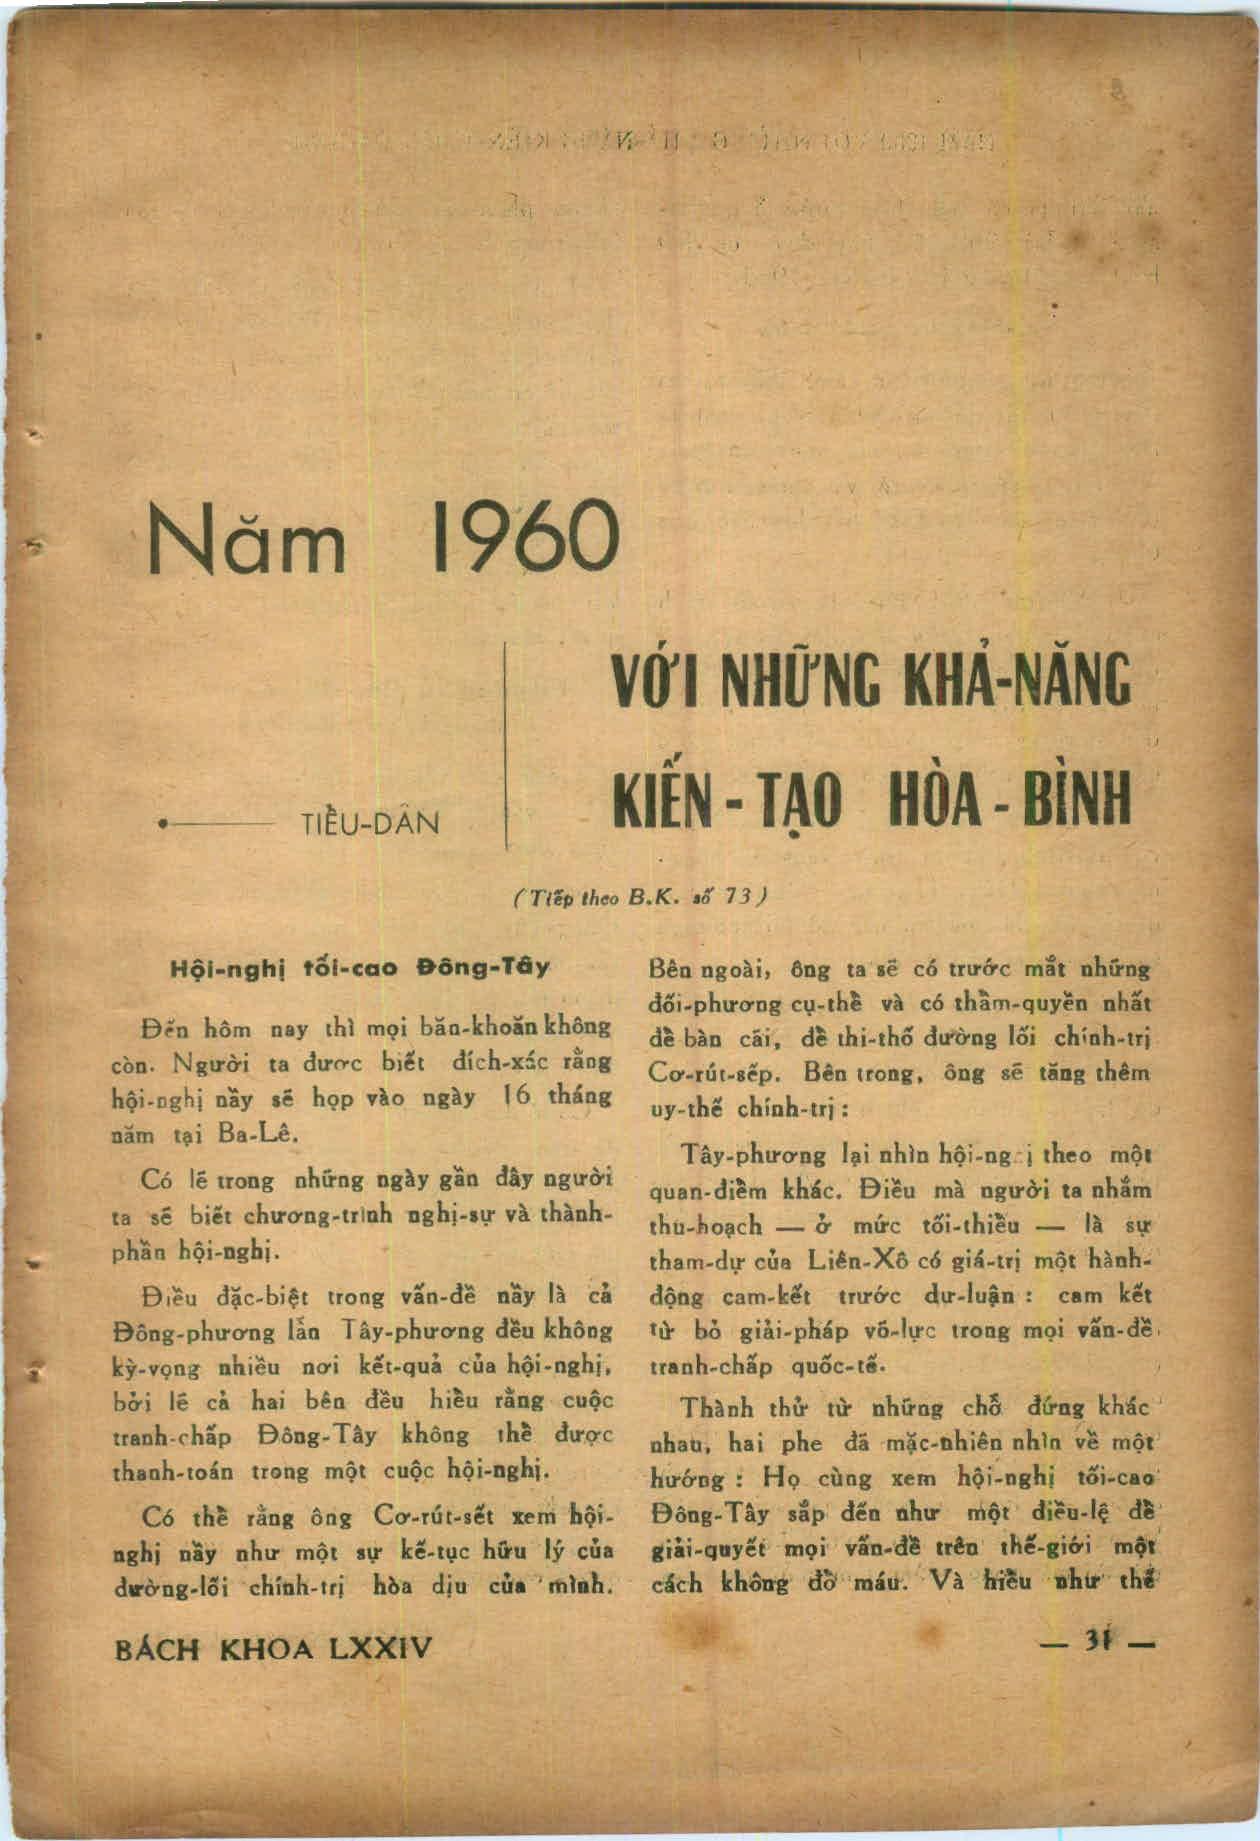 Năm 1960
VỚI NHỮNG KHẢ-NĂNG
KIẾN - TẠO HÒA - BÌNH
TIỀU-DÂN
(Tiếp theo B.K. số 73)
Hội-nghị tối-cao Đông-Tây
Đến hôm nay thì mọi băn-khoăn không
còn. Người ta được biết đích-xác rằng
hội-nghị nầy sẽ họp vào ngày 16 tháng
năm tại Ba-Lê.
Có lẽ trong những ngày gần đây người
ta sẽ biết chương-trình nghị-sự và thành-
phần hội-nghị.
Điều đặc-biệt trong vấn-đề nầy là cả
Đông-phương lẫn Tây-phương đều không
kỳ-vọng nhiều nơi kết-quả của hội-nghị,
bởi lẽ cả hai bên đều hiểu rằng cuộc
tranh-chấp Đông-Tây không thể được
thanh-toán trong một cuộc hội-nghị.
Có thể rằng ông Cơ-rút-sết xem hội-
nghị nầy như một sự kế-tục hữu lý của
đường-lối chính-trị hòa dịu của mình.
Bên ngoài, ông ta sẽ có trước mắt những
đối-phương cụ-thể và có thẩm-quyền nhất
để bàn cãi, để thi-thố đường lối chính-trị
Cơ-rút-sếp. Bên trong, ông sẽ tăng thêm
uy-thế chính-trị :
Tây-phương lại nhìn hội-nghị theo một
quan-điểm khác. Điều mà người ta nhắm
thu-hoạch — ở mức tối-thiểu — là sự
tham-dự của Liên-Xô có giá-trị một hành-
động cam-kết trước dư-luận : cam kết
từ bỏ giải-pháp võ-lực trong mọi vấn-đề
tranh-chấp quốc-tế.
Thành thử từ những chỗ đứng khác
nhau, hai phe đã mặc-nhiên nhìn về một
hướng : Họ cùng xem hội-nghị tối-cao
Đông-Tây sắp đến như một điều-lệ để
giải-quyết mọi vấn-đề trên thế-giới một
cách không đổ máu. Và hiểu như thế
BÁCH KHOA LXXIV
— 31 —